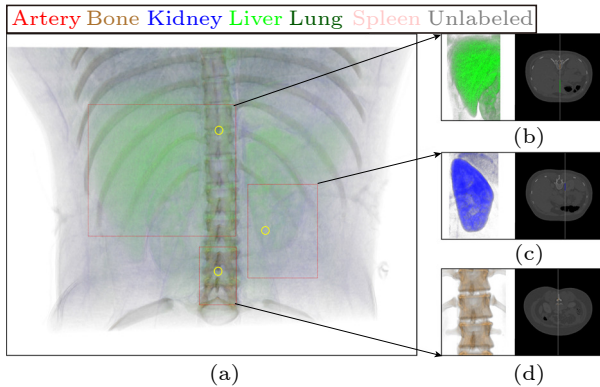 Artery Bone Kidney Liver Lung Spleen Unlabeled
(b)
(c)
(a)
(d)